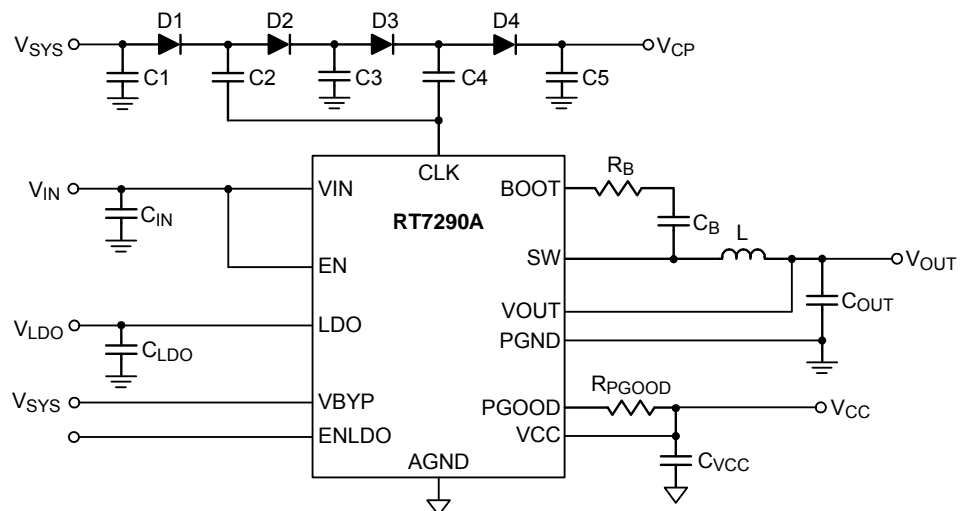 D1 D2 D3 D4
VSYS VCP
C1 C2 C3 C4 C5
CLK
VIN VIN BOOT RB
CIN RT7290A CB
EN SW L VOUT
VOUT COUT
VLDO LDO PGND
CLDO RPGOOD
VSYS VBYP PGOOD VCC
ENLDO VCC
AGND CVCC